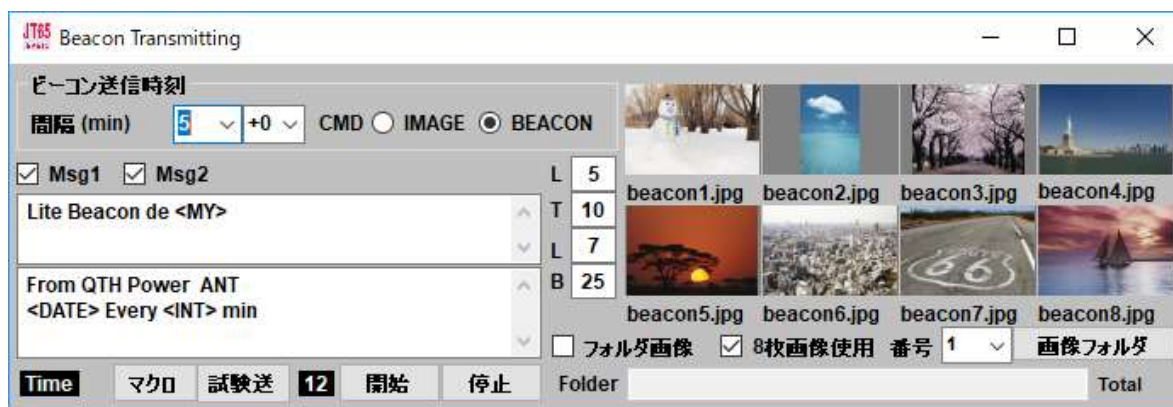 JT65
Beacon Transmitting
ビーコン送信時刻
間隔 (min) 5 +0 CMD IMAGE BEACON
Msg1 Msg2
Lite Beacon de <MY>
From QTH Power ANT
<DATE> Every <INT> min
L 5
T 10
L 7
B 25
beacon1.jpg beacon2.jpg beacon3.jpg beacon4.jpg
66
beacon5.jpg beacon6.jpg beacon7.jpg beacon8.jpg
フォルダ画像 8枚画像使用 番号 1 画像フォルダ
Time マクロ 試験送 12 開始 停止 Folder Total